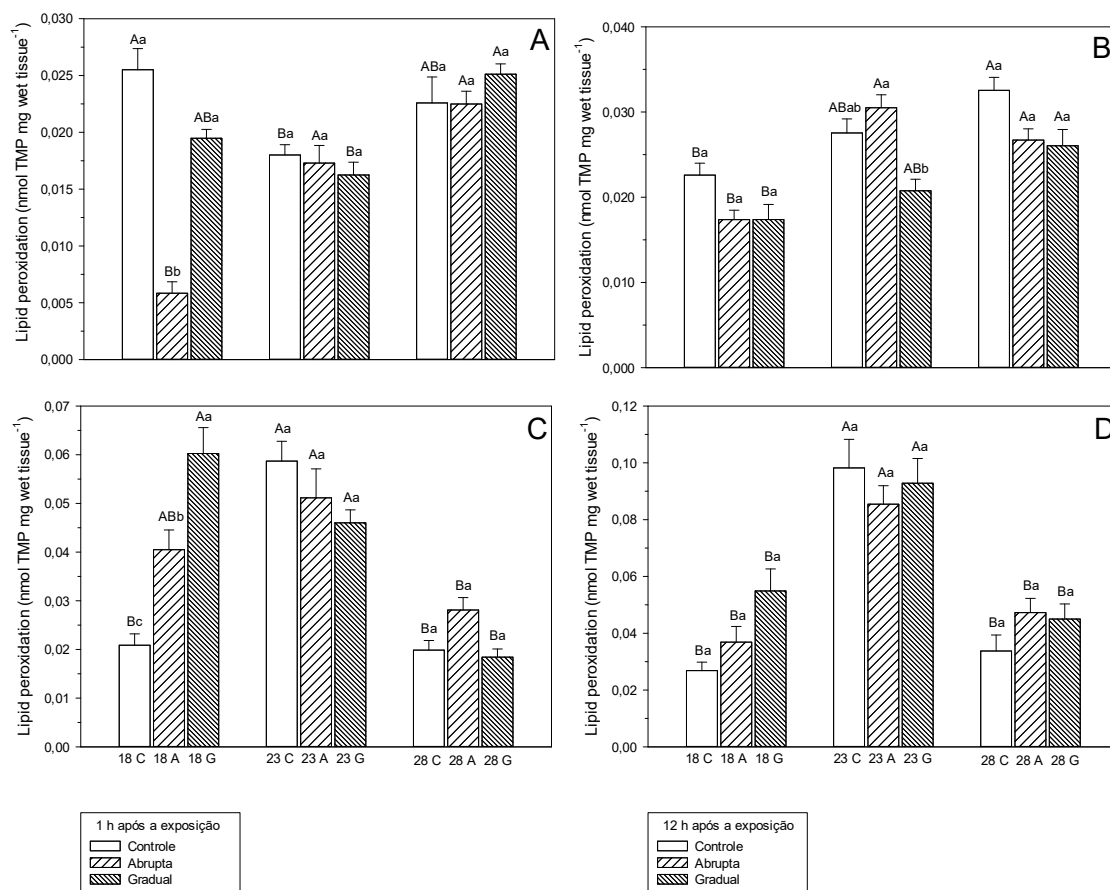 A
Lipid peroxidation (nmol TMP mg wet tissue⁻¹)
0,030
0,025
0,020
0,015
0,010
0,005
0,000
Aa
Bb
ABa
Ba
Aa
Ba
ABa
Aa
Aa
B
Lipid peroxidation (nmol TMP mg wet tissue⁻¹)
0,040
0,030
0,020
0,010
0,000
Ba
Ba
Ba
ABab
Aa
ABb
Aa
Aa
Aa
C
Lipid peroxidation (nmol TMP mg wet tissue⁻¹)
0,07
0,06
0,05
0,04
0,03
0,02
0,01
0,00
Bc
ABb
Aa
Aa
Aa
Aa
Ba
Ba
Ba
18 C 18 A 18 G 23 C 23 A 23 G 28 C 28 A 28 G
D
Lipid peroxidation (nmol TMP mg wet tissue⁻¹)
0,12
0,10
0,08
0,06
0,04
0,02
0,00
Ba
Ba
Ba
Aa
Aa
Aa
Ba
Ba
Ba
18 C 18 A 18 G 23 C 23 A 23 G 28 C 28 A 28 G
1 h após a exposição
Controle
Abrupta
Gradual
12 h após a exposição
Controle
Abrupta
Gradual